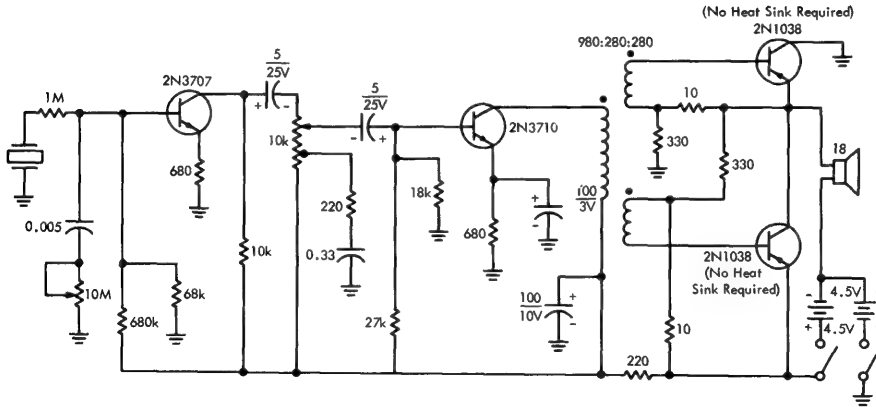 (No Heat Sink Required)
2N1038
980:280:280
5
25V
+
-
2N3707
1M
5
25V
-
+
10
2N3710
10k
330
18
680
330
220
18k
+
-
100
3V
0.005
680
2N1038
(No Heat
Sink Required)
0.33
10k
10M
68k
680k
100
10V
+
-
-
4.5V
+
4.5V
27k
10
220